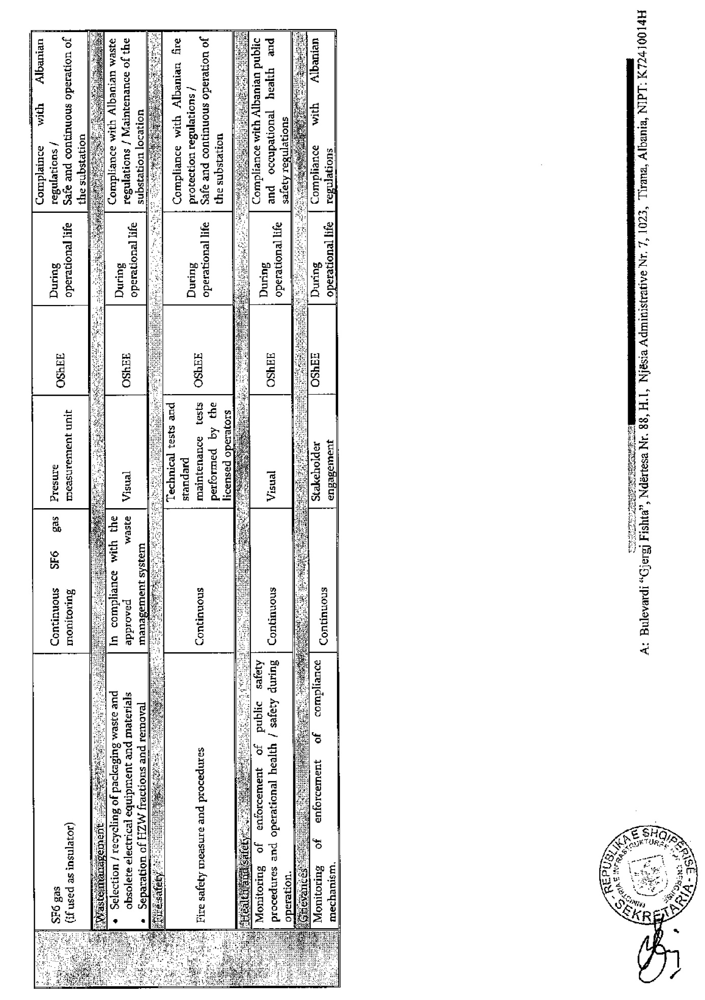 SF6 gas
(if used as insulator)
Continuous SF6 gas
monitoring
Presure
measurement unit
OShEE
During
operational life
Complaince with Albanian
regulations /
Safe and continuous operation of
the substation
Waste management
• Selection / recycling of packaging waste and
obsolete electrical equipment and materials
• Separation of HZW fractions and removal
In compliance with the
approved waste
management system
Visual
OShEE
During
operational life
Compliance with Albanian waste
regulations / Maintenance of the
substation location
Fire safety
Fire safety measure and procedures
Continuous
Technical tests and
standard
maintenance tests
performed by the
licensed operators
OShEE
During
operational life
Compliance with Albanian fire
protection regulations /
Safe and continuous operation of
the substation
Health and safety
Monitoring of enforcement of public safety
procedures and operational health / safety during
operation.
Continuous
Visual
OShEE
During
operational life
Compliance with Albanian public
and occupational health and
safety regulations
Grievances
Monitoring of enforcement of compliance
mechanism.
Continuous
Stakeholder
engagement
OShEE
During
operational life
Compliance with Albanian
regulations
REPUBLIKA E SHQIPËRISË
MINISTRIA E INFRASTRUKTURËS DHE ENERGJISË
SEKRETARIA
A: Bulevardi “Gjergj Fishta”, Ndërtesa Nr. 88, H.1, Njësia Administrative Nr. 7, 1023, Tirana, Albania, NIPT: K72410014H